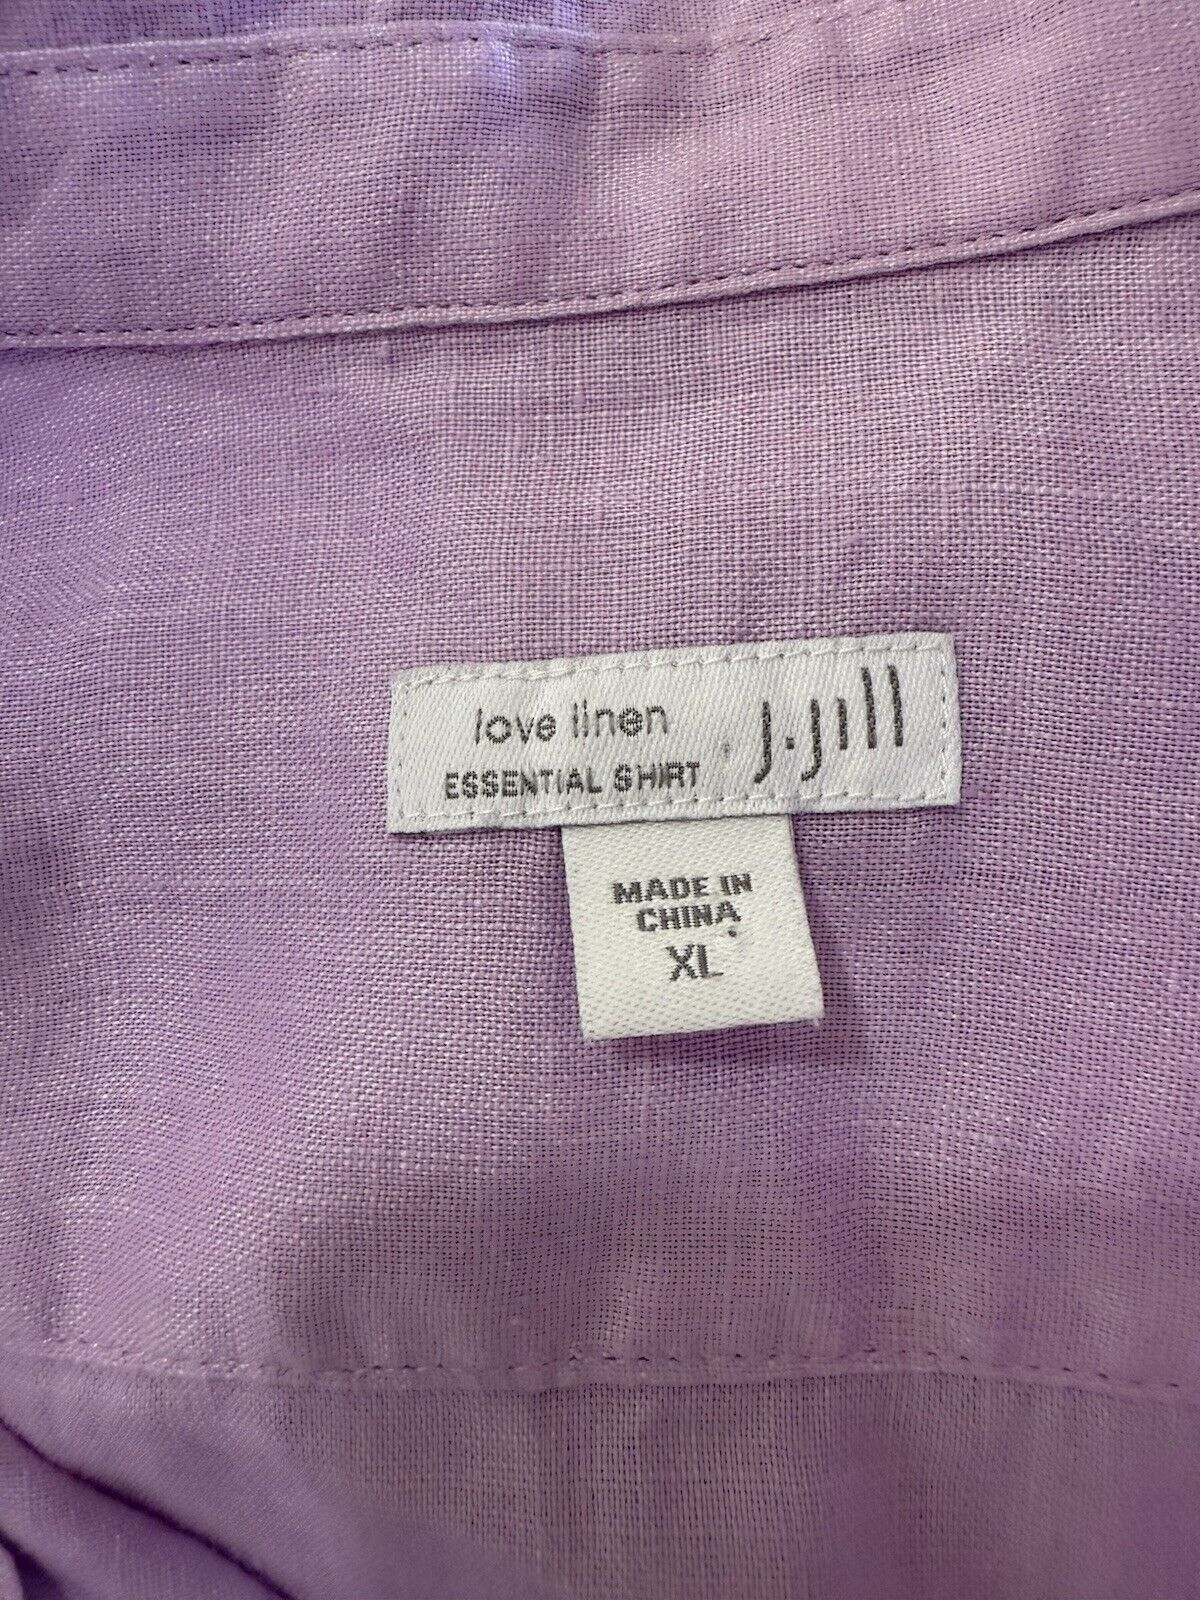 love linen
ESSENTIAL SHIRT
J.Jill
MADE IN
CHINA
XL